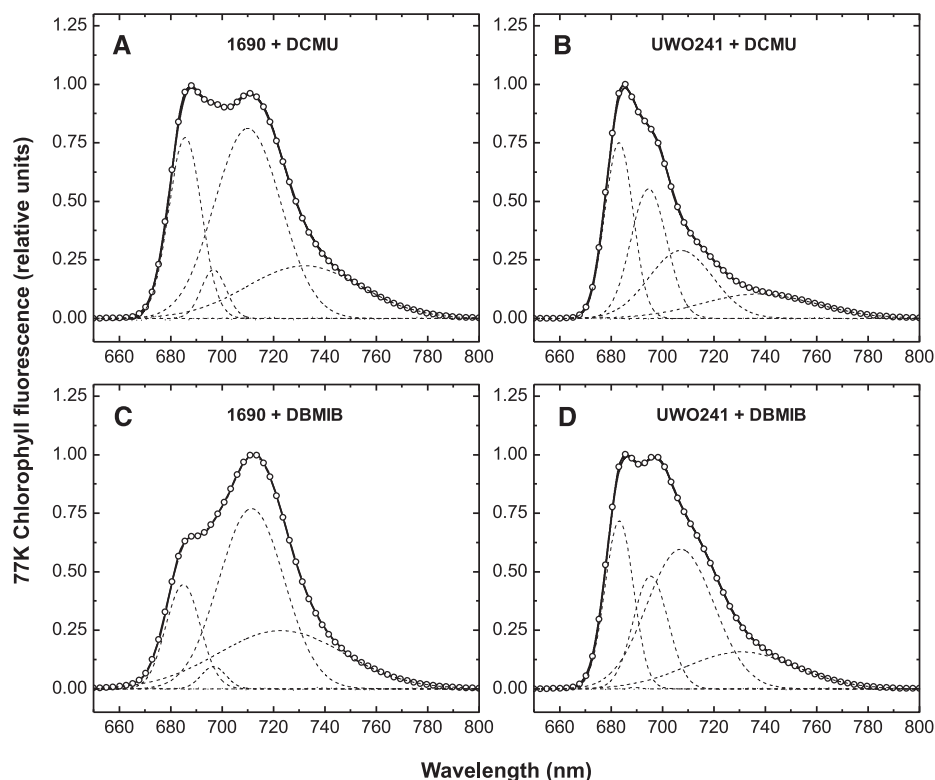 77K Chlorophyll fluorescence (relative units)
A
1690 + DCMU
1.25
1.00
0.75
0.50
0.25
0.00
660 680 700 720 740 760 780 800
B
UWO241 + DCMU
1.25
1.00
0.75
0.50
0.25
0.00
660 680 700 720 740 760 780 800
C
1690 + DBMIB
1.25
1.00
0.75
0.50
0.25
0.00
660 680 700 720 740 760 780 800
D
UWO241 + DBMIB
1.25
1.00
0.75
0.50
0.25
0.00
660 680 700 720 740 760 780 800
Wavelength (nm)